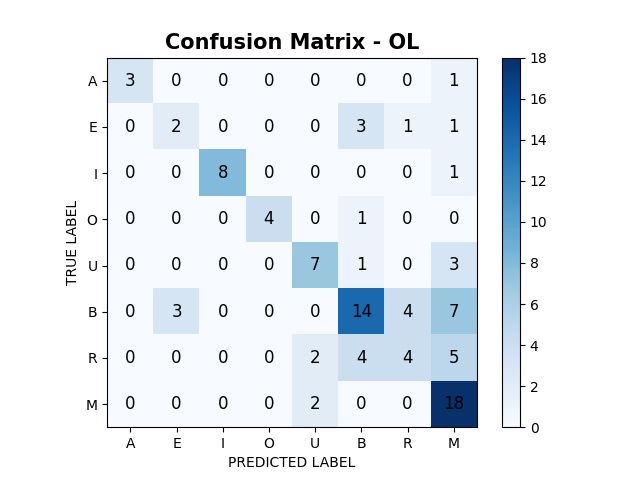 Confusion Matrix - OL
A 3 0 0 0 0 0 0 1
E 0 2 0 0 0 3 1 1
I 0 0 8 0 0 0 0 1
O 0 0 0 4 0 1 0 0
U 0 0 0 0 7 1 0 3
B 0 3 0 0 0 14 4 7
R 0 0 0 0 2 4 4 5
M 0 0 0 0 2 0 0 18
A E I O U B R M
PREDICTED LABEL
TRUE LABEL
18
16
14
12
10
8
6
4
2
0